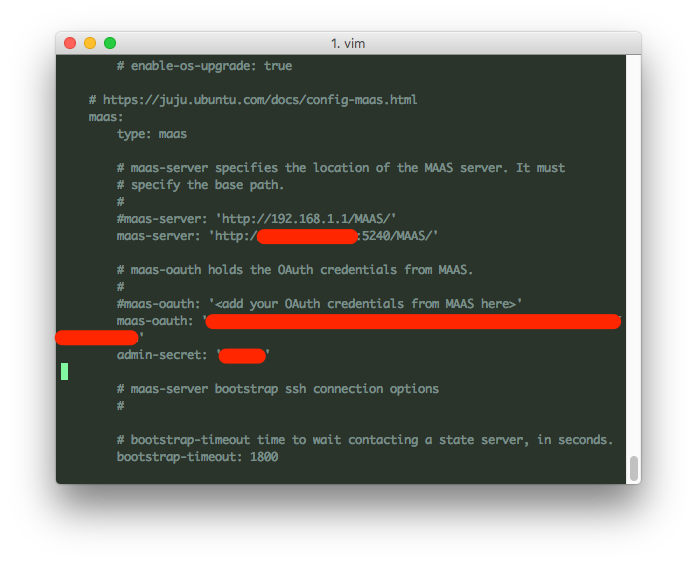 1. vim
# enable-os-upgrade: true
# https://juju.ubuntu.com/docs/config-maas.html
maas:
type: maas
# maas-server specifies the location of the MAAS server. It must
# specify the base path.
#
#maas-server: 'http://192.168.1.1/MAAS/'
maas-server: 'http:/ :5240/MAAS/'
# maas-oauth holds the OAuth credentials from MAAS.
#
#maas-oauth: '<add your OAuth credentials from MAAS here>'
maas-oauth: '
'
admin-secret: ' '
# maas-server bootstrap ssh connection options
#
# bootstrap-timeout time to wait contacting a state server, in seconds.
bootstrap-timeout: 1800